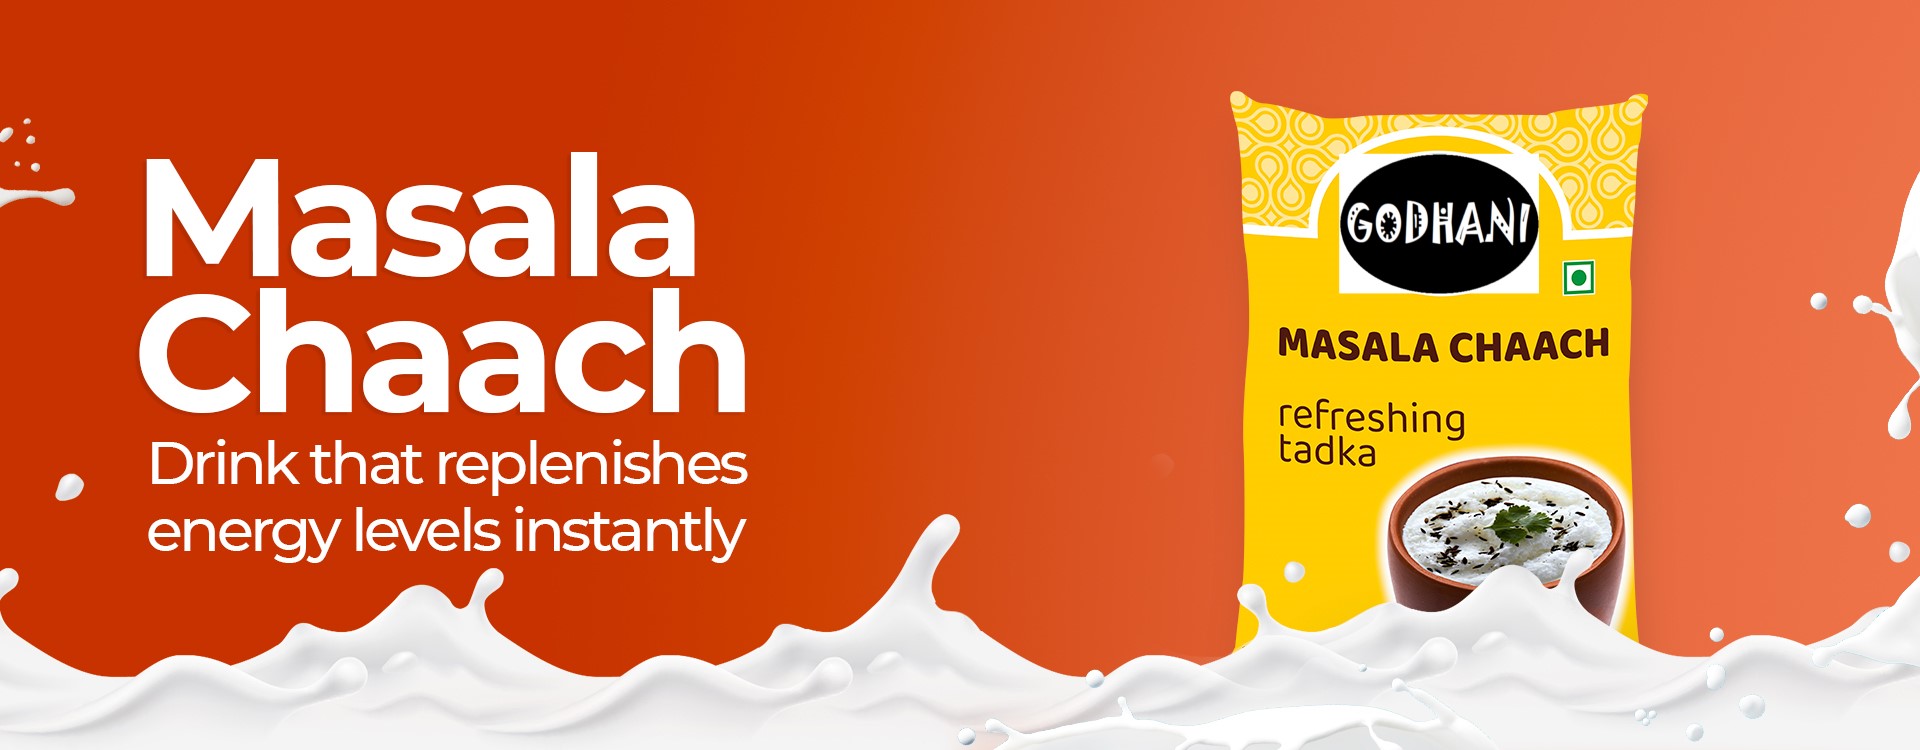 Masala
Chaach
Drink that replenishes
energy levels instantly
GODHANI
MASALA CHAACH
refreshing
tadka